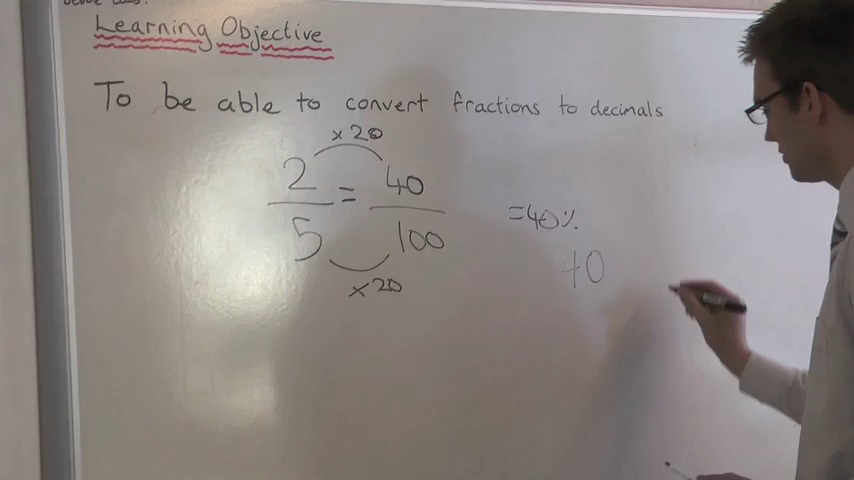 Learning Objective
To be able to convert fractions to decimals
x 20
2/5 = 40/100
= 40%
x 20
40